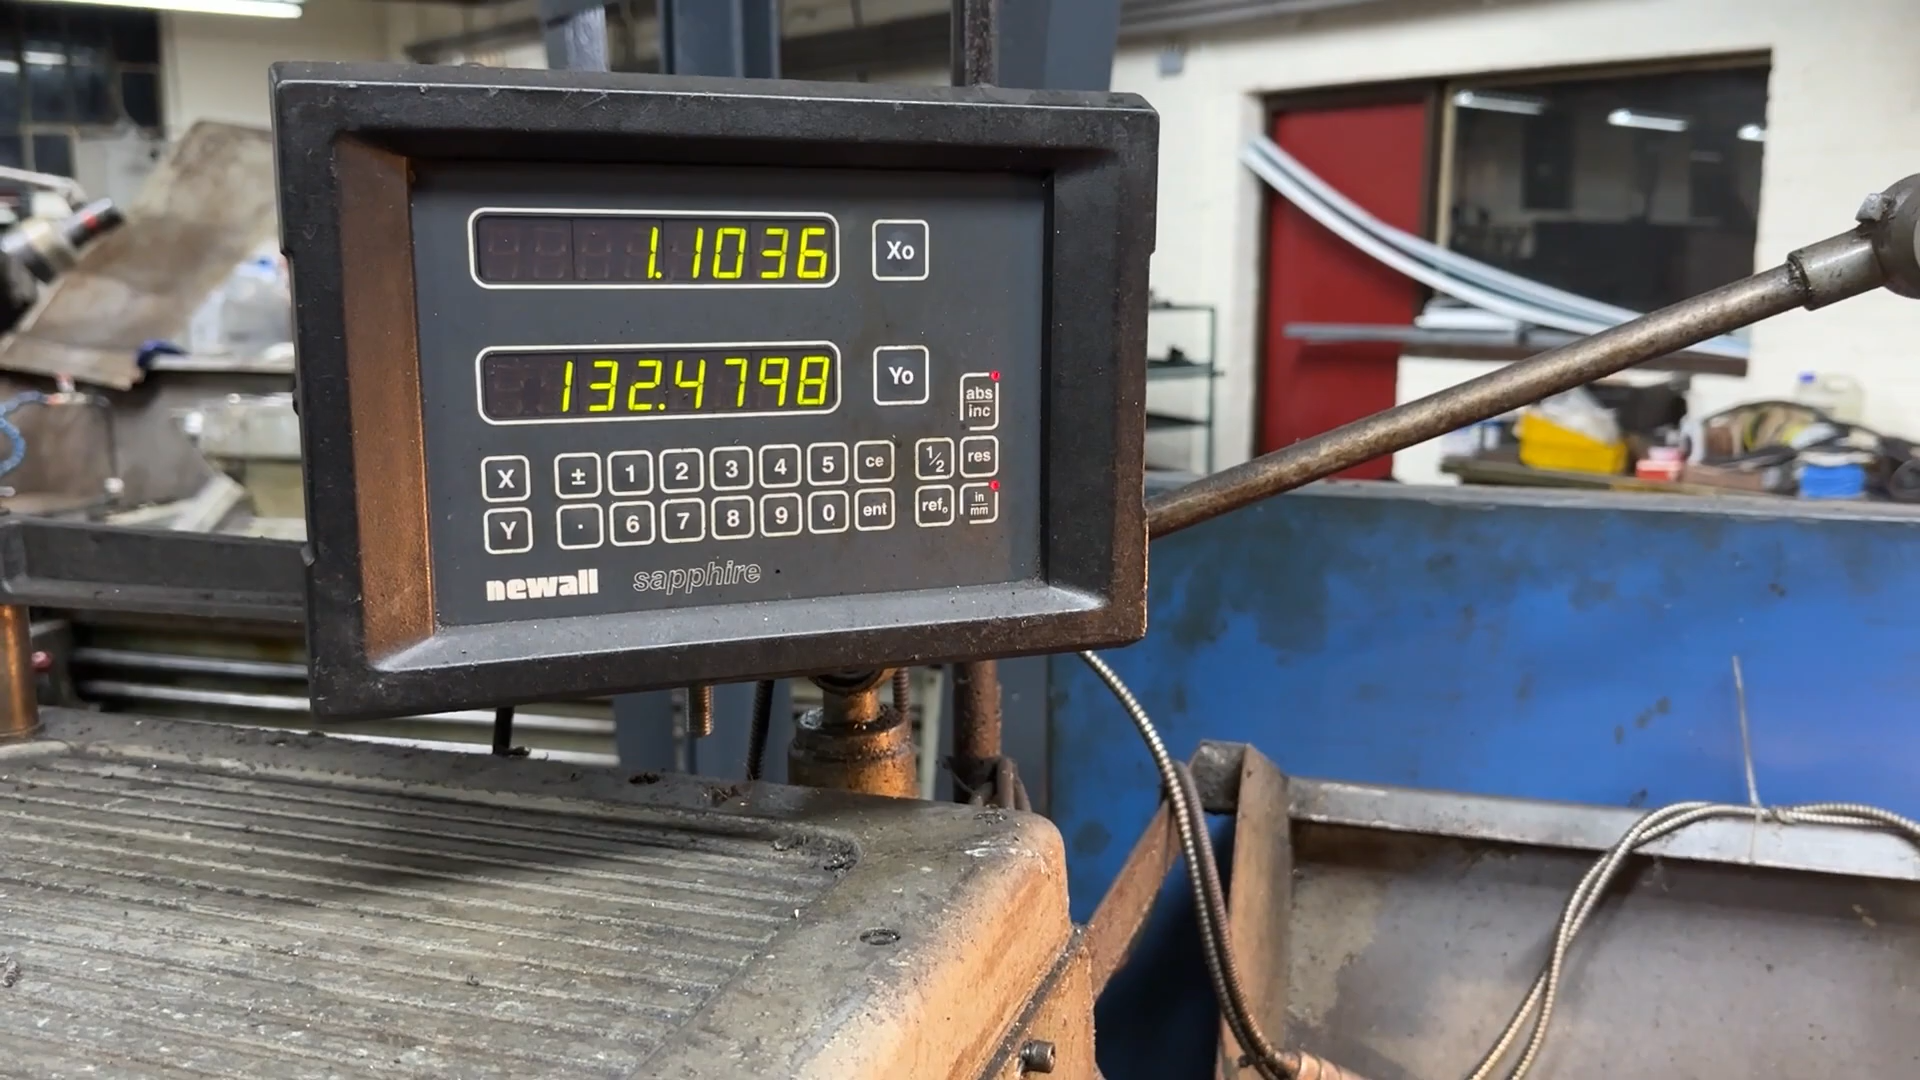 1.1036 Xo
132.4798 Yo
abs
inc
X ± 1 2 3 4 5 ce 1/2 res
Y . 6 7 8 9 0 ent refo in
mm
newall sapphire